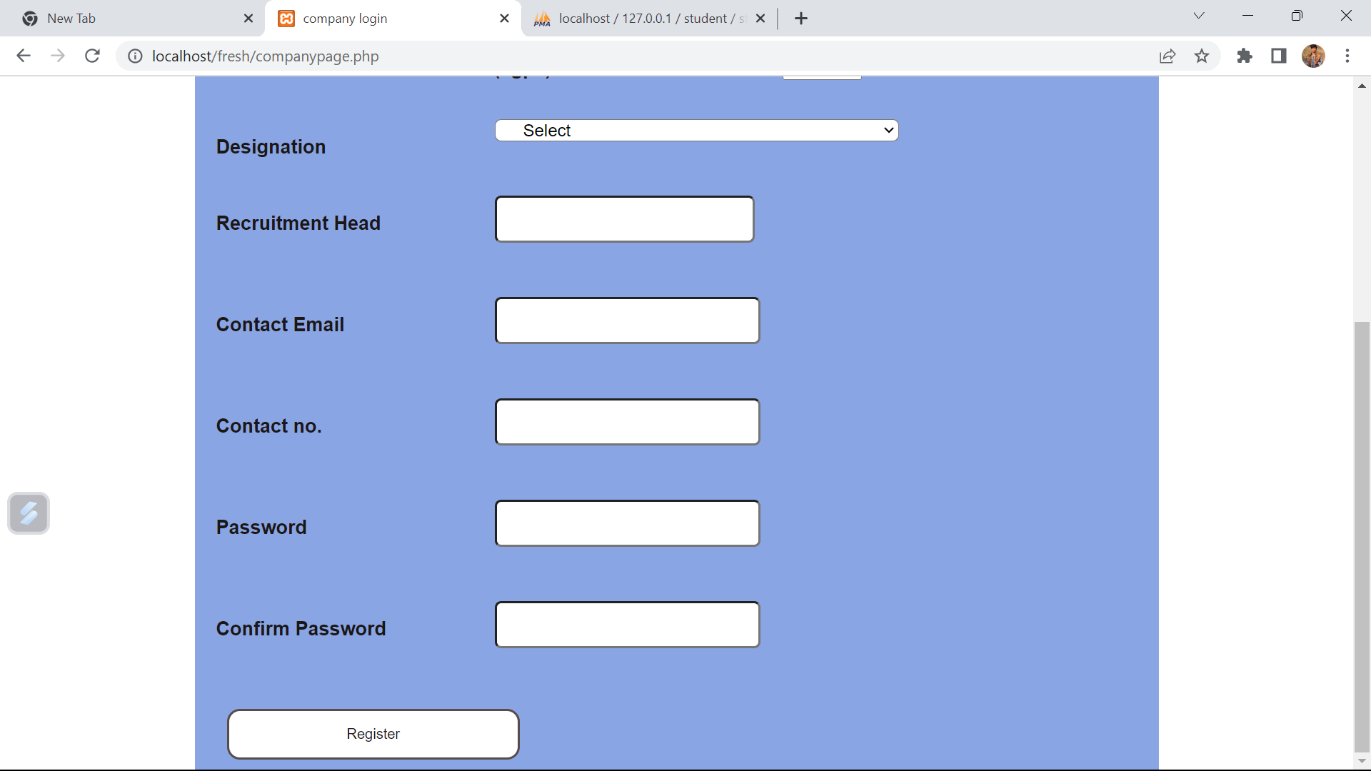 New Tab
company login
PMA
localhost / 127.0.0.1 / student /
localhost/fresh/companypage.php
Designation
Select
Recruitment Head
Contact Email
Contact no.
Password
Confirm Password
Register